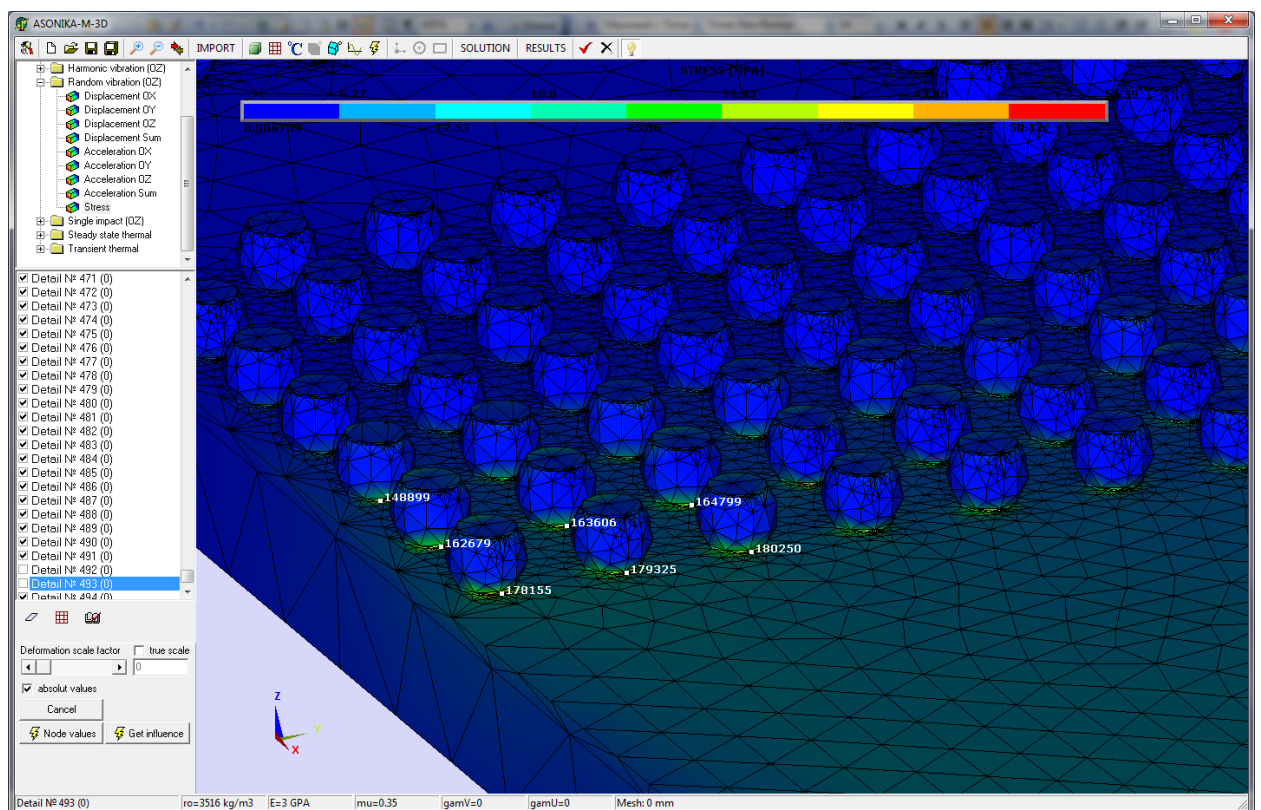 ASONIKA-M-3D
IMPORT
°C
SOLUTION
RESULTS
Harmonic vibration (OZ)
Random vibration (OZ)
Displacement OX
Displacement OY
Displacement OZ
Displacement Sum
Acceleration OX
Acceleration OY
Acceleration OZ
Acceleration Sum
Stress
Single impact (OZ)
Steady state thermal
Transient thermal
Detail № 471 (0)
Detail № 472 (0)
Detail № 473 (0)
Detail № 474 (0)
Detail № 475 (0)
Detail № 476 (0)
Detail № 477 (0)
Detail № 478 (0)
Detail № 479 (0)
Detail № 480 (0)
Detail № 481 (0)
Detail № 482 (0)
Detail № 483 (0)
Detail № 484 (0)
Detail № 485 (0)
Detail № 486 (0)
Detail № 487 (0)
Detail № 488 (0)
Detail № 489 (0)
Detail № 490 (0)
Detail № 491 (0)
Detail № 492 (0)
Detail № 493 (0)
Detail № 494 (0)
Deformation scale factor
true scale
0
absolut values
Cancel
Node values
Get influence
STRESS [MPA]
6.27
18.8
31.33
12.53
25.06
37.59
148899
164799
163606
162679
180250
179325
178155
Z
Y
X
Detail № 493 (0)
ro=3516 kg/m3
E=3 GPA
mu=0.35
gamV=0
gamU=0
Mesh: 0 mm